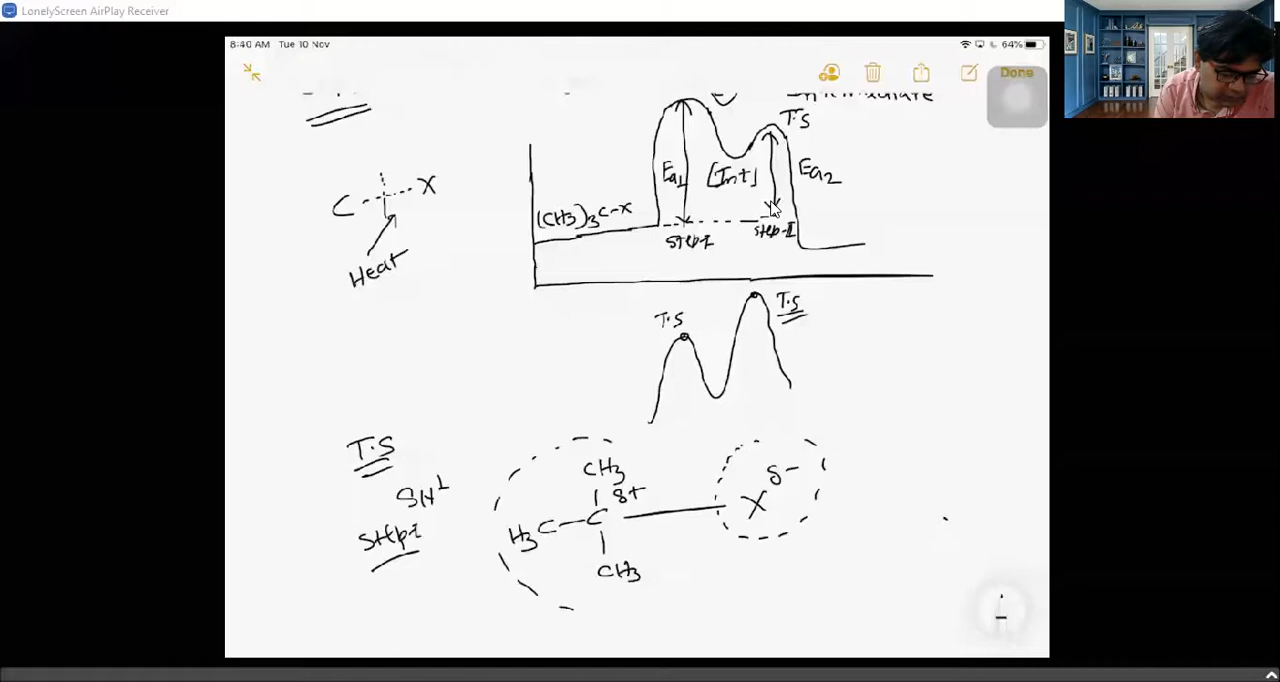 LonelyScreen AirPlay Receiver
8:40 AM Tue 10 Nov
64%
Done
T.S
Ea1
[Int]
Ea2
C X
(CH3)3C-X
Step-I
Step-II
Heat
T.S
T.S
T.S
CH3
δ-
SN1
δ+
X
H3C-C
Step-I
CH3